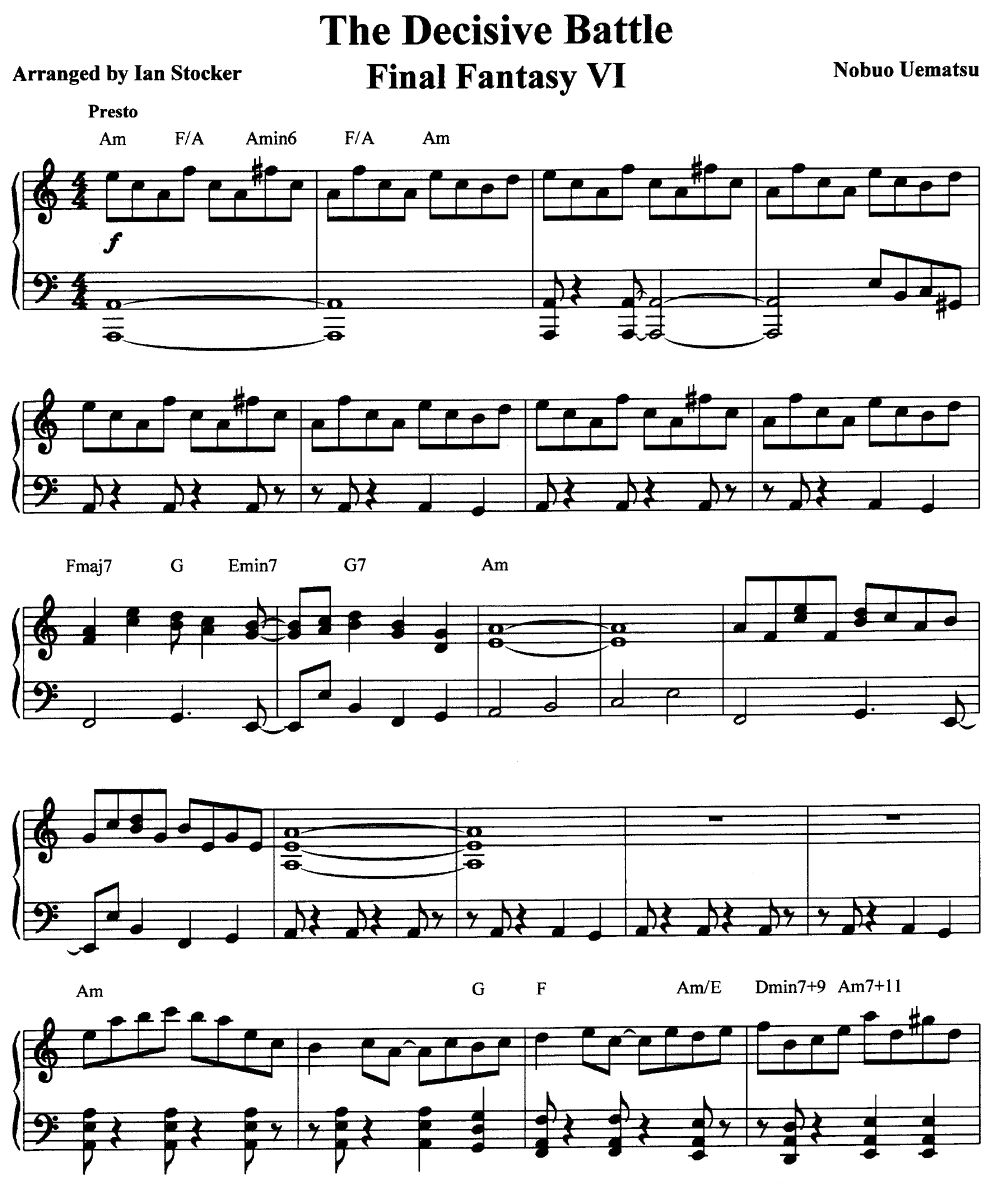 The Decisive Battle
Arranged by Ian Stocker
Final Fantasy VI
Nobuo Uematsu
Presto
Am F/A Amin6 F/A Am
f
Fmaj7 G Emin7 G7 Am
Am G F Am/E Dmin7+9 Am7+11